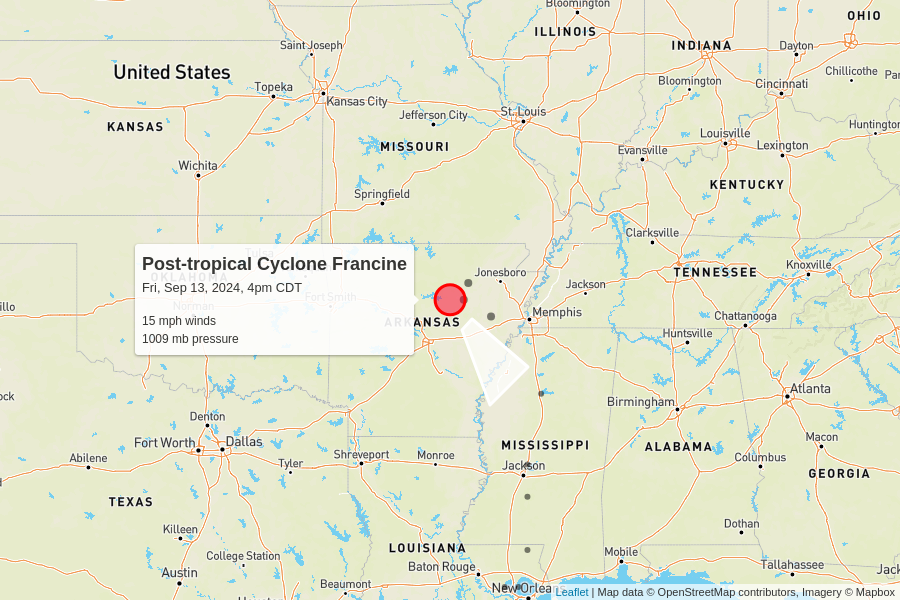 Bloomington
OHIO
ILLINOIS
INDIANA
Dayton
Saint Joseph
United States
Chillicothe
Topeka
Bloomington
Cincinnati
Kansas City
Jefferson City
St. Louis
KANSAS
Huntington
Louisville
MISSOURI
Lexington
Evansville
Wichita
KENTUCKY
Springfield
Clarksville
Post-tropical Cyclone Francine
Jonesboro
TENNESSEE
Knoxville
OKLAHOMA
Fri, Sep 13, 2024, 4pm CDT
Jackson
Fort Smith
Norman
Memphis
Chattanooga
15 mph winds
ARKANSAS
Huntsville
1009 mb pressure
Atlanta
Birmingham
Denton
Macon
Fort Worth
Dallas
MISSISSIPPI
ALABAMA
Abilene
Shreveport
Monroe
Columbus
Tyler
Jackson
GEORGIA
TEXAS
Dothan
Killeen
LOUISIANA
College Station
Mobile
Baton Rouge
Tallahassee
Austin
Beaumont
New Orlea
Leaflet | Map data © OpenStreetMap contributors, Imagery © Mapbox